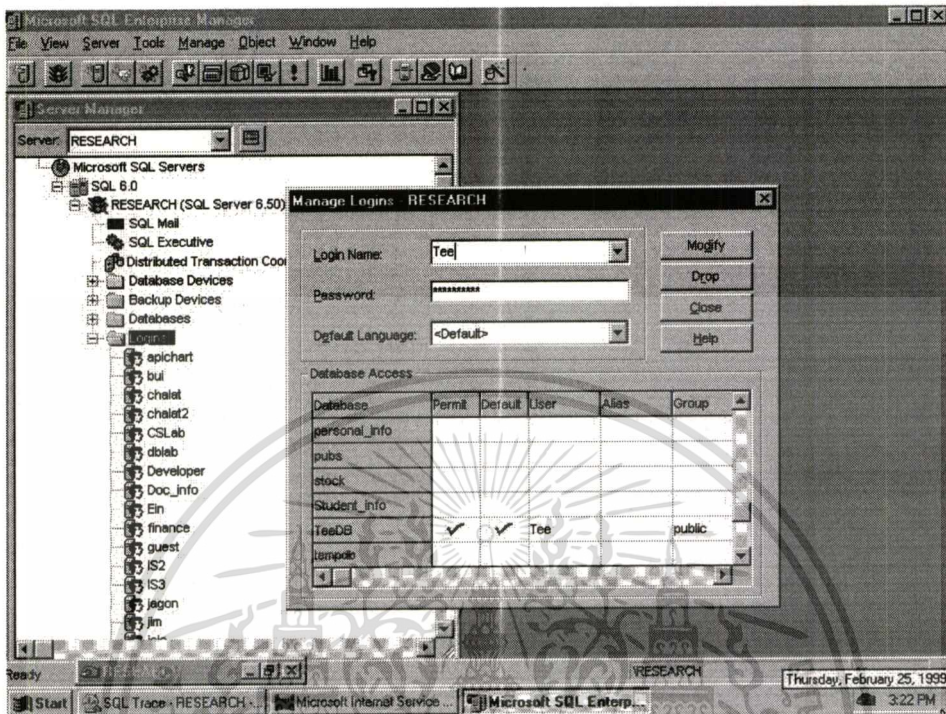 Microsoft SQL Enterprise Manager
File View Server Tools Manage Object Window Help
Server Manager
Server: RESEARCH
Microsoft SQL Servers
SQL 6.0
RESEARCH (SQL Server 6.50)
SQL Mail
SQL Executive
Distributed Transaction Coor
Database Devices
Backup Devices
Databases
Logins
apichart
bui
chalat
chalat2
CSLab
dblab
Developer
Doc_info
Ein
finance
guest
IS2
IS3
jagon
jim
Manage Logins - RESEARCH
Login Name: Tee
Password: **********
Default Language: <Default>
Modify
Drop
Close
Help
Database Access
Database Permit Default User Alias Group
personal_info
pubs
stock
Student_info
TeeDB ✓ ✓ Tee public
tempdb
Ready
\RESEARCH
Thursday, February 25, 1999
Start SQL Trace - RESEARCH - ... Microsoft Internet Service ... Microsoft SQL Enterp... 3:22 PM